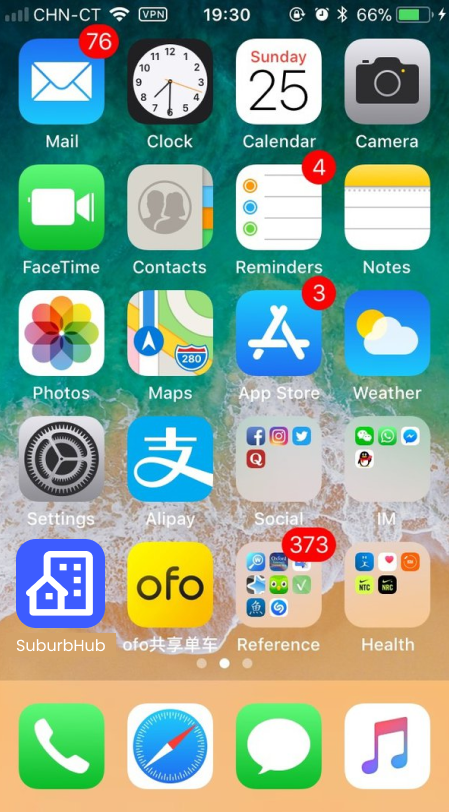 CHN-CT VPN 19:30 66%
76
Sunday
25
Mail Clock Calendar Camera
4
FaceTime Contacts Reminders Notes
3
280
Photos Maps App Store Weather
支
Settings Alipay Social IM
373
ofo
NTC NRC
SuburbHub ofo共享单车 Reference Health